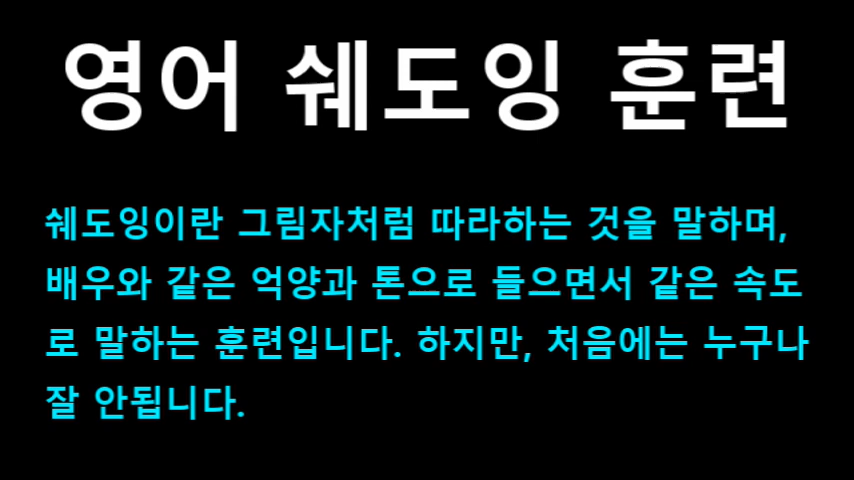 영어 쉐도잉 훈련
쉐도잉이란 그림자처럼 따라하는 것을 말하며,
배우와 같은 억양과 톤으로 들으면서 같은 속도
로 말하는 훈련입니다. 하지만, 처음에는 누구나
잘 안됩니다.